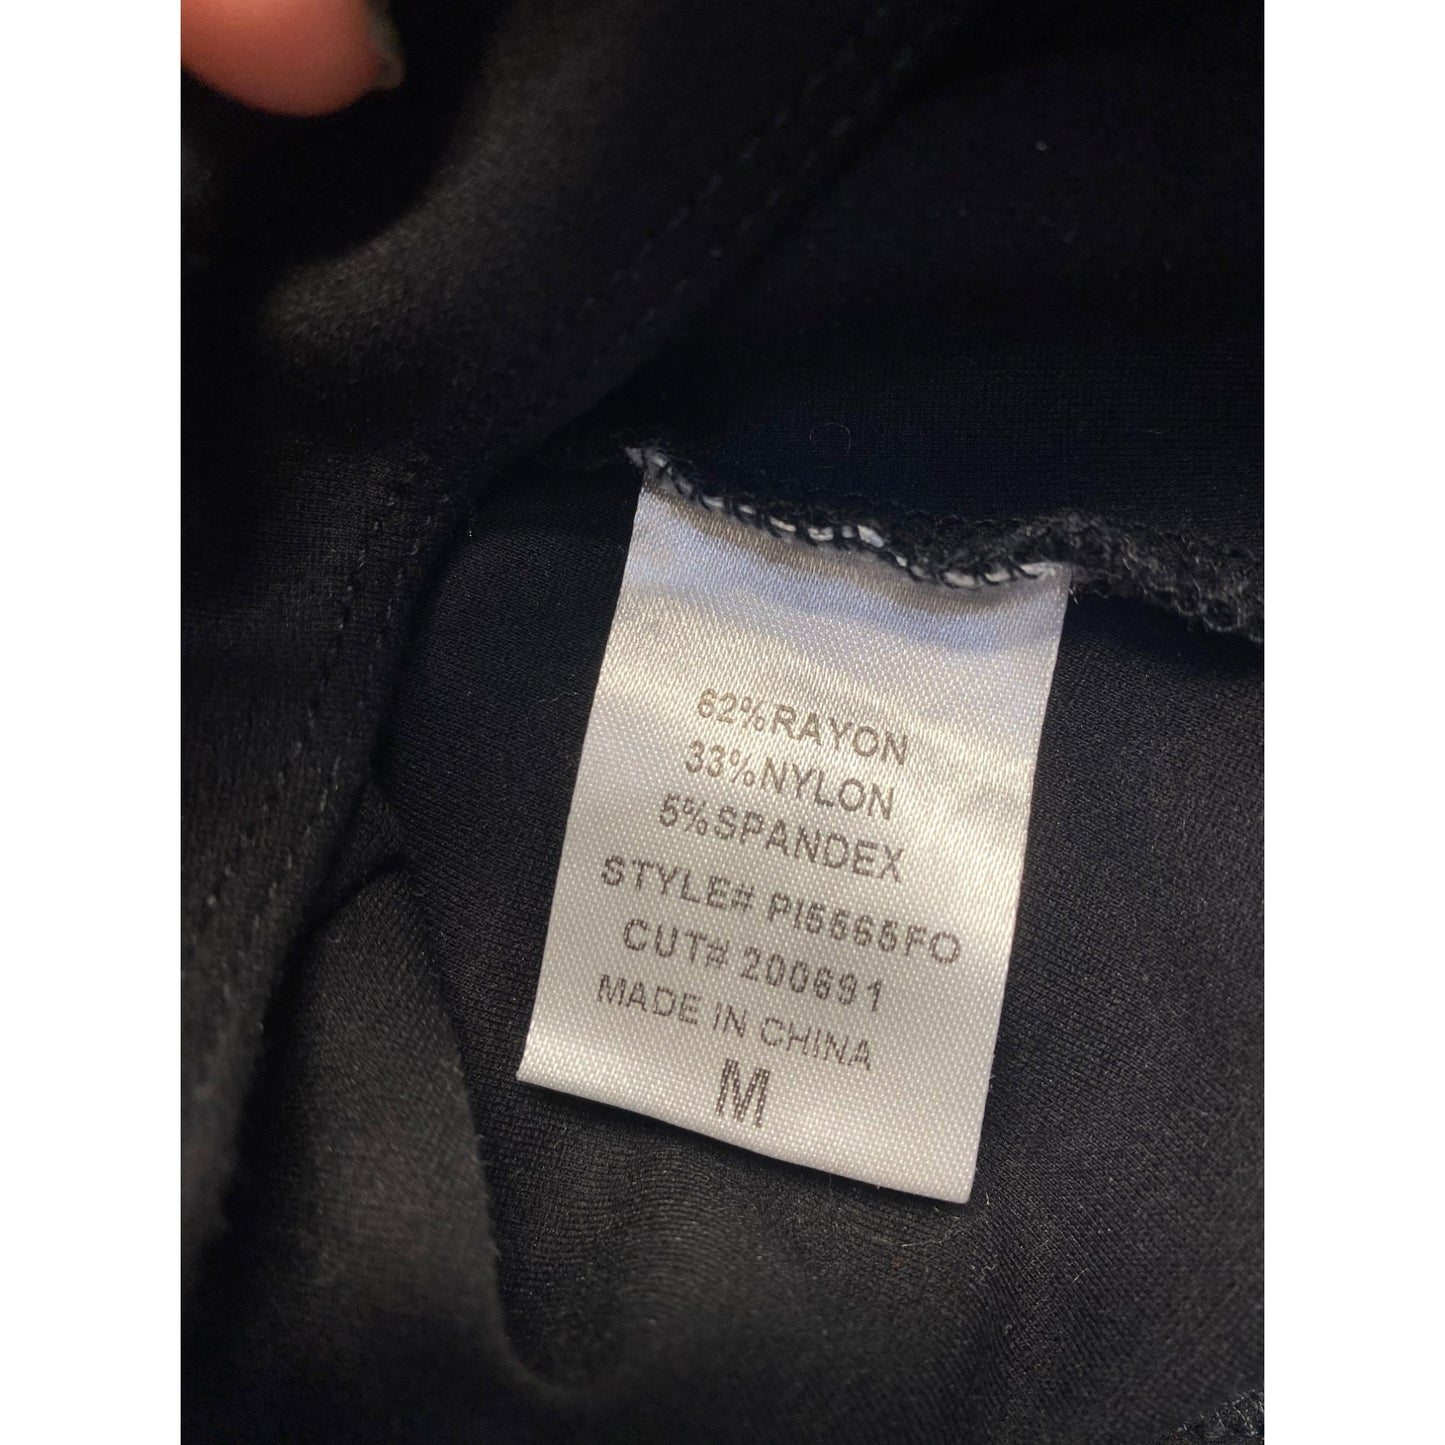 62%RAYON
33%NYLON
5%SPANDEX
STYLE# PI5565FO
CUT# 200691
MADE IN CHINA
M